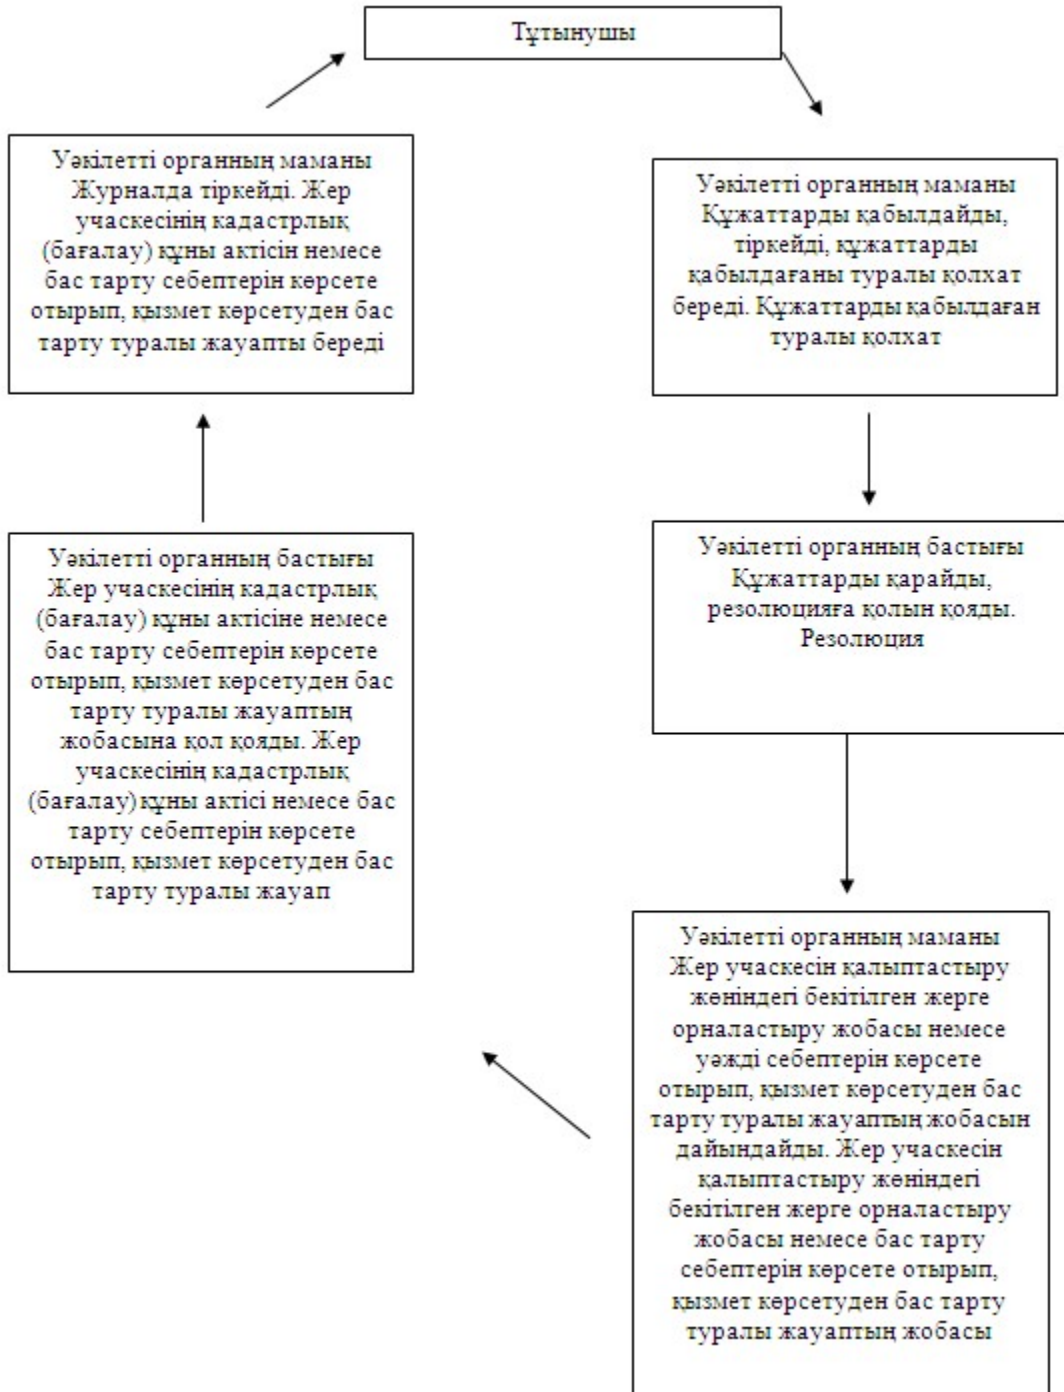 Тұтынушы
Уәкілетті органның маманы
Құжаттарды қабылдайды,
тіркейді, құжаттарды
қабылдағаны туралы қолхат
береді. Құжаттарды қабылдаған
туралы қолхат
Уәкілетті органның бастығы
Құжаттарды қарайды,
резолюцияға қолын қояды.
Резолюция
Уәкілетті органның маманы
Жер учаскесін қалыптастыру
жөніндегі бекітілген жерге
орналастыру жобасы немесе
уәжді себептерін көрсете
отырып, қызмет көрсетуден бас
тарту туралы жауаптың жобасын
дайындайды. Жер учаскесін
қалыптастыру жөніндегі
бекітілген жерге орналастыру
жобасы немесе бас тарту
себептерін көрсете отырып,
қызмет көрсетуден бас тарту
туралы жауаптың жобасы
Уәкілетті органның бастығы
Жер учаскесінің кадастрлық
(бағалау) құны актісіне немесе
бас тарту себептерін көрсете
отырып, қызмет көрсетуден бас
тарту туралы жауаптың
жобасына қол қояды. Жер
учаскесінің кадастрлық
(бағалау) құны актісі немесе бас
тарту себептерін көрсете
отырып, қызмет көрсетуден бас
тарту туралы жауап
Уәкілетті органның маманы
Журналда тіркейді. Жер
учаскесінің кадастрлық
(бағалау) құны актісін немесе
бас тарту себептерін көрсете
отырып, қызмет көрсетуден бас
тарту туралы жауапты береді